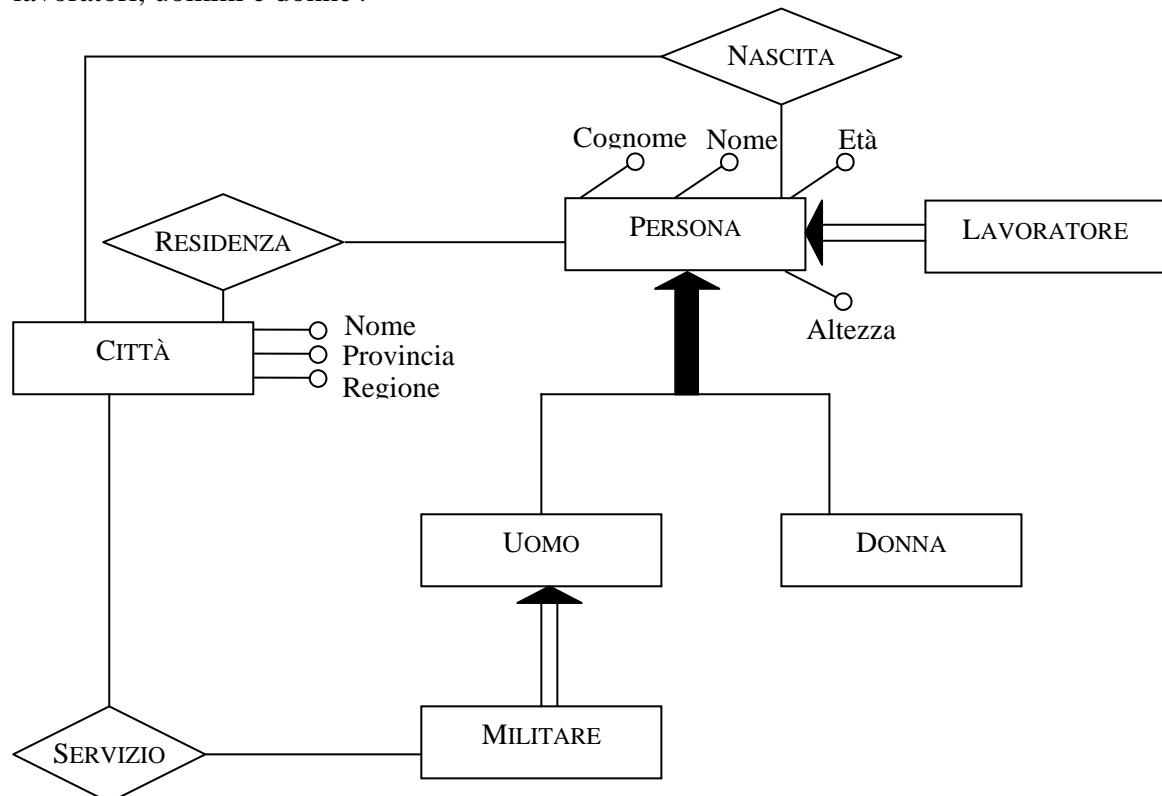 lavoratori, uomini e donne .
NASCITA
Cognome Nome Età
PERSONA
LAVORATORE
RESIDENZA
Altezza
CITTÀ
Nome
Provincia
Regione
UOMO
DONNA
SERVIZIO
MILITARE